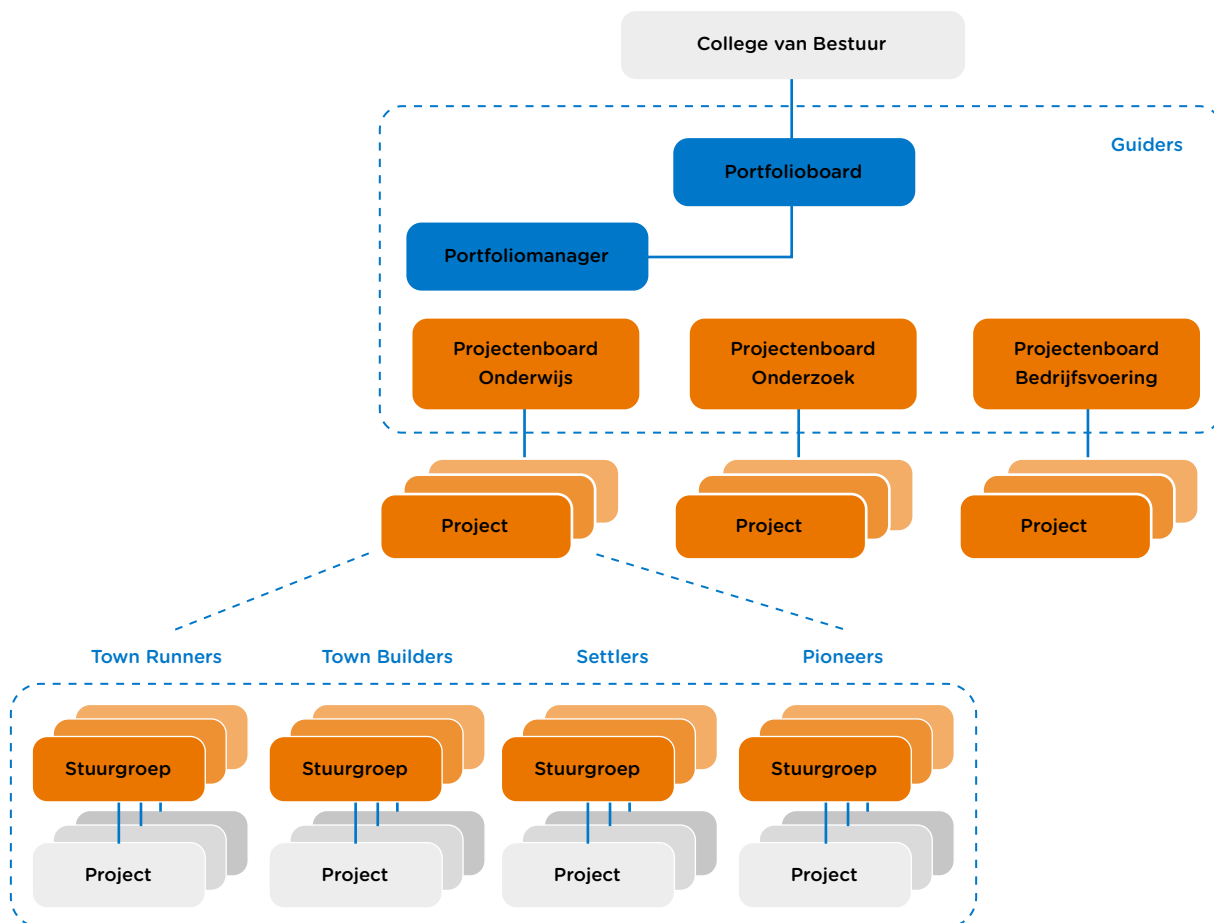 College van Bestuur
Guiders
Portfolioboard
Portfoliomanager
Projectenboard
Onderwijs
Projectenboard
Onderzoek
Projectenboard
Bedrijfsvoering
Project
Project
Project
Town Runners
Town Builders
Settlers
Pioneers
Stuurgroep
Stuurgroep
Stuurgroep
Stuurgroep
Project
Project
Project
Project